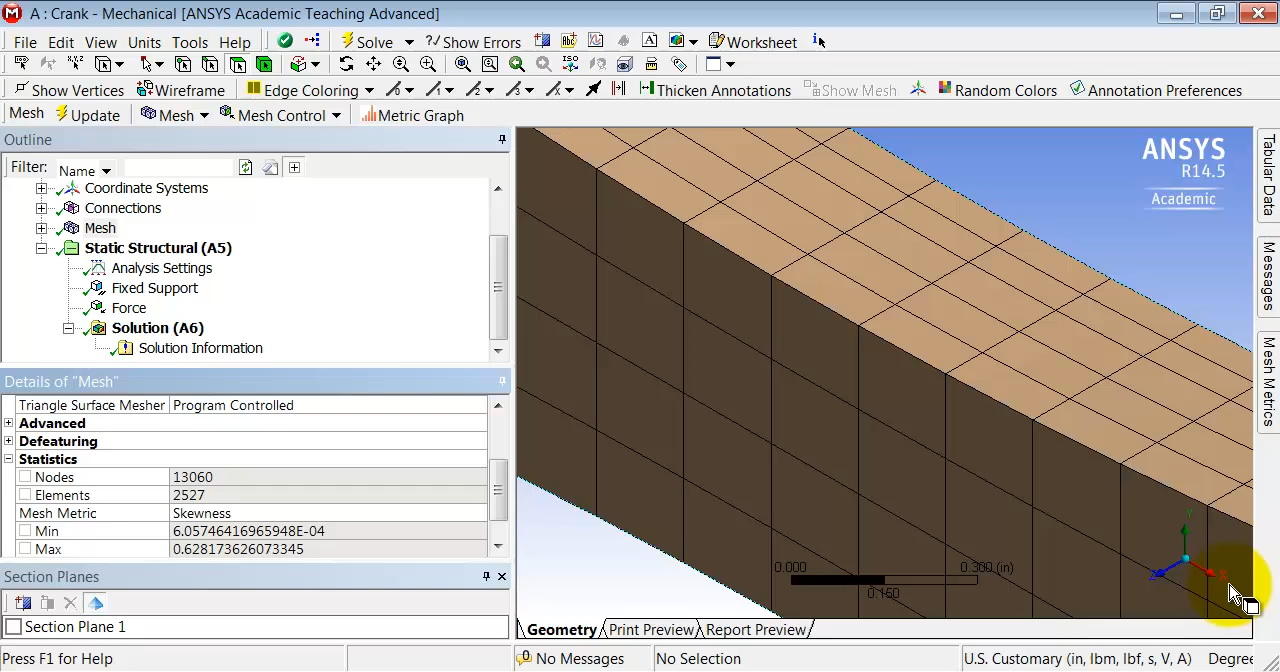 A : Crank - Mechanical [ANSYS Academic Teaching Advanced]
File Edit View Units Tools Help Solve ?/ Show Errors Worksheet
Show Vertices Wireframe Edge Coloring Thicken Annotations Show Mesh Random Colors Annotation Preferences
Mesh Update Mesh Mesh Control Metric Graph
Outline
Filter: Name
Coordinate Systems
Connections
Mesh
Static Structural (A5)
Analysis Settings
Fixed Support
Force
Solution (A6)
Solution Information
Details of "Mesh"
Triangle Surface Mesher Program Controlled
Advanced
Defeaturing
Statistics
Nodes 13060
Elements 2527
Mesh Metric Skewness
Min 6.05746416965948E-04
Max 0.628173626073345
Section Planes
Section Plane 1
ANSYS
R14.5
Academic
0.000 0.300 (in)
0.150
Y
X
Z
Geometry Print Preview Report Preview
Tabular Data
Messages
Mesh Metrics
Press F1 for Help 0 No Messages No Selection U.S. Customary (in, lbm, lbf, s, V, A) Degree